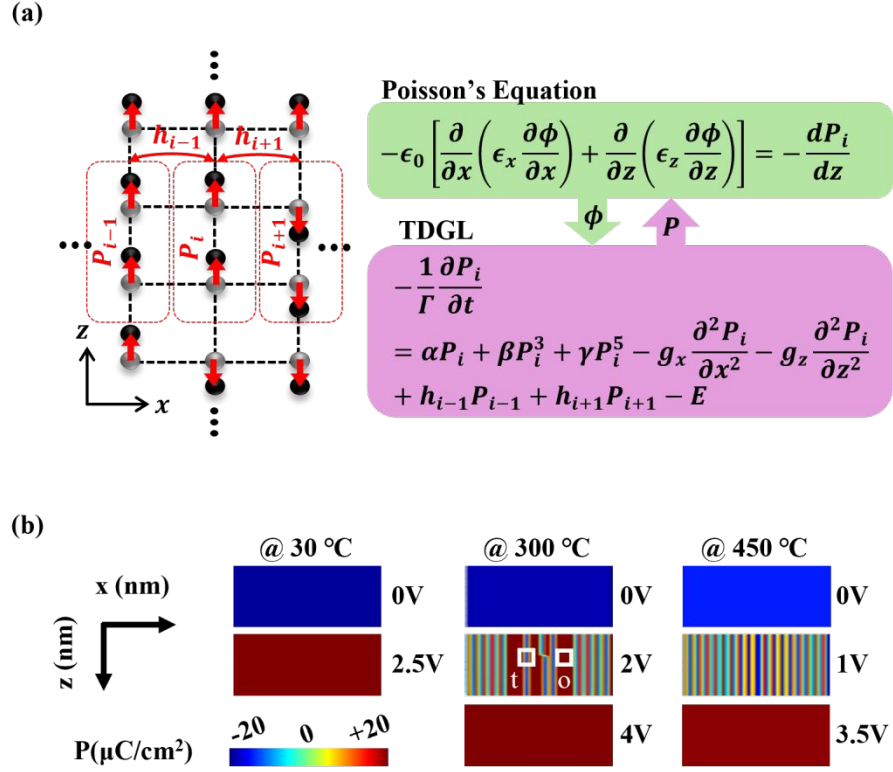 (a)
Poisson's Equation
h_{i-1} h_{i+1}
-ϵ_0 [∂/∂x (ϵ_x ∂ϕ/∂x) + ∂/∂z (ϵ_z ∂ϕ/∂z)] = -dP_i/dz
P_{i-1} P_i P_{i+1}
ϕ P
TDGL
-1/Γ ∂P_i/∂t
= αP_i + βP_i^3 + γP_i^5 - g_x ∂^2P_i/∂x^2 - g_z ∂^2P_i/∂z^2
+ h_{i-1}P_{i-1} + h_{i+1}P_{i+1} - E
z
x
(b)
@ 30 °C @ 300 °C @ 450 °C
x (nm)
z (nm)
0V 0V 0V
2.5V 2V 1V
t o
4V 3.5V
-20 0 +20
P(μC/cm²)